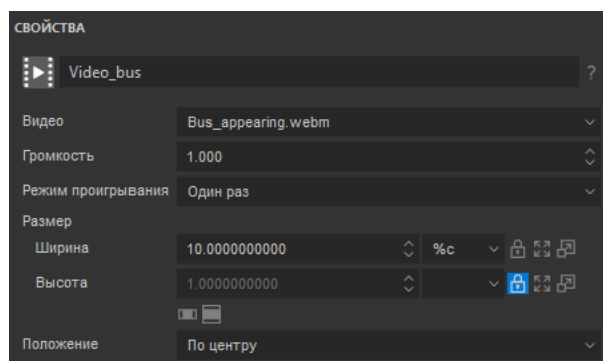 СВОЙСТВА
Video_bus ?
Видео Bus_appearing.webm
Громкость 1.000
Режим проигрывания Один раз
Размер
Ширина 10.0000000000 %c
Высота 1.0000000000
Положение По центру